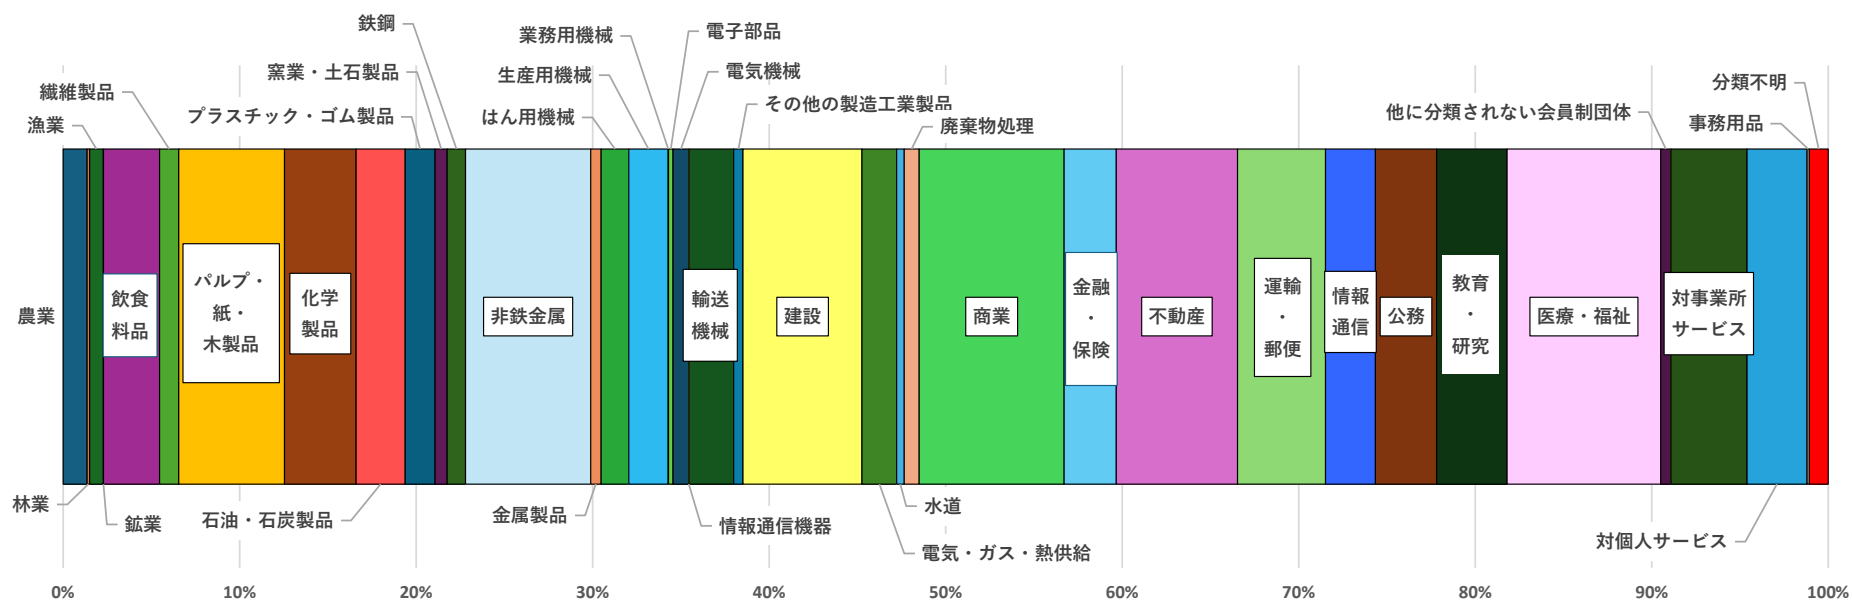 鉄鋼
業務用機械
電子部品
窯業・土石製品
生産用機械
電気機械
分類不明
繊維製品
プラスチック・ゴム製品
はん用機械
その他の製造工業製品
他に分類されない会員制団体
漁業
廃棄物処理
事務用品
農業
飲食
料品
パルプ・
紙・
木製品
化学
製品
非鉄金属
輸送
機械
建設
商業
金融
・
保険
不動産
運輸
・
郵便
情報
通信
公務
教育
・
研究
医療・福祉
対事業所
サービス
林業
鉱業
石油・石炭製品
金属製品
情報通信機器
水道
電気・ガス・熱供給
対個人サービス
0%
10%
20%
30%
40%
50%
60%
70%
80%
90%
100%